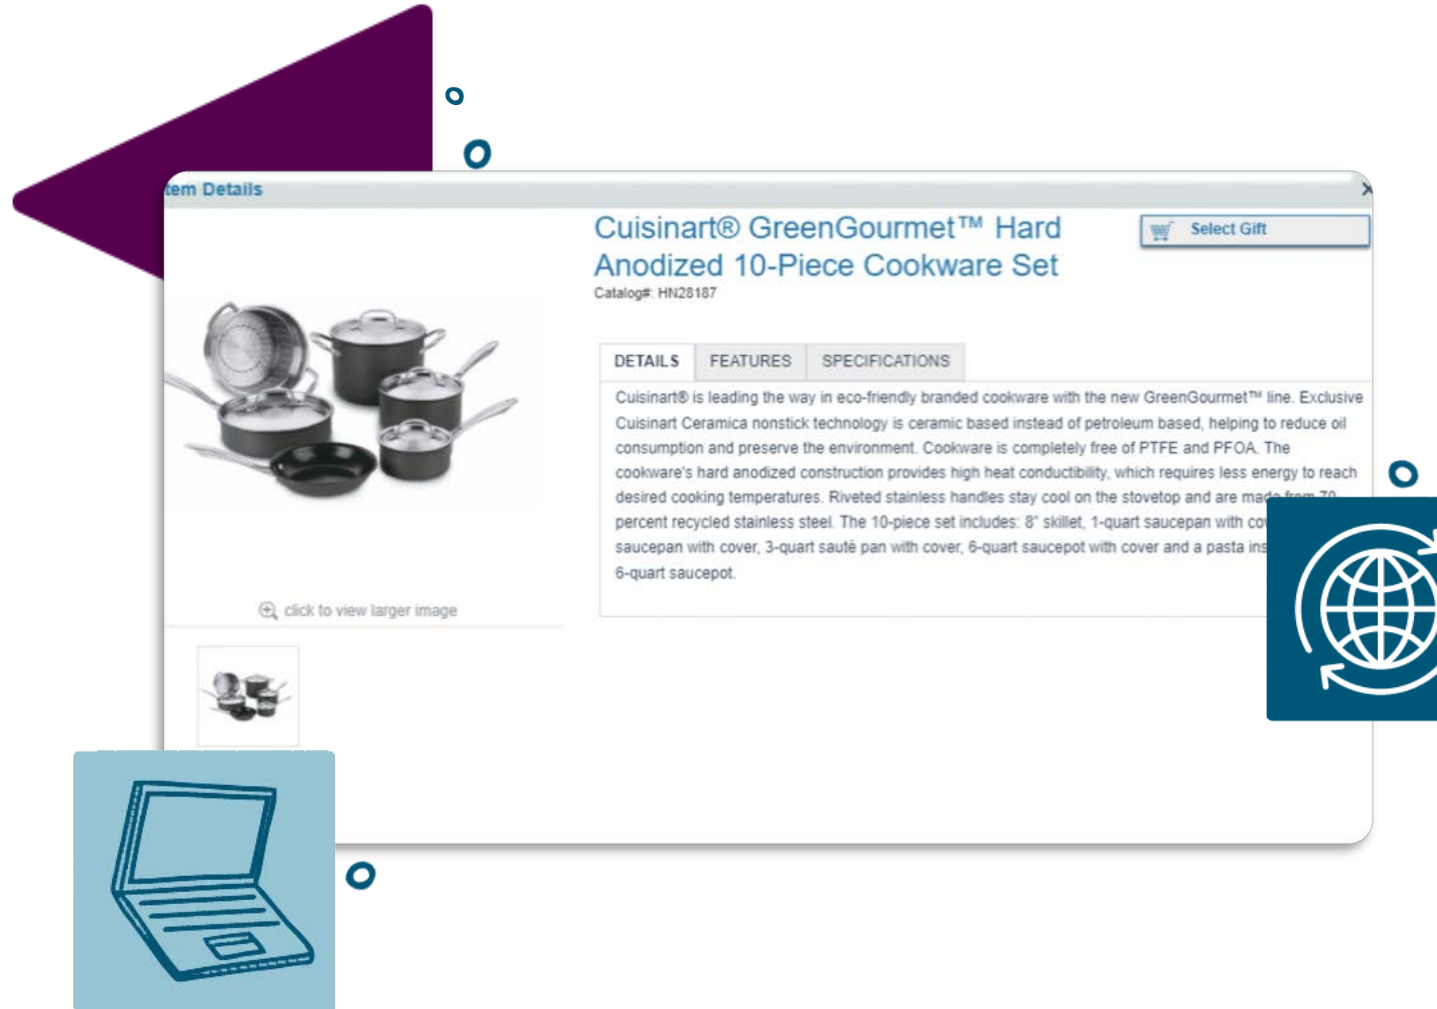 tem Details
Cuisinart® GreenGourmet™ Hard
Anodized 10-Piece Cookware Set
Select Gift
Catalog#: HN28187
DETAILS FEATURES SPECIFICATIONS
Cuisinart® is leading the way in eco-friendly branded cookware with the new GreenGourmet™ line. Exclusive
Cuisinart Ceramica nonstick technology is ceramic based instead of petroleum based, helping to reduce oil
consumption and preserve the environment. Cookware is completely free of PTFE and PFOA. The
cookware's hard anodized construction provides high heat conductibility, which requires less energy to reach
desired cooking temperatures. Riveted stainless handles stay cool on the stovetop and are made from 70
percent recycled stainless steel. The 10-piece set includes: 8" skillet, 1-quart saucepan with
saucepan with cover, 3-quart sauté pan with cover, 6-quart saucepot with cover and a pasta
6-quart saucepot.
click to view larger image